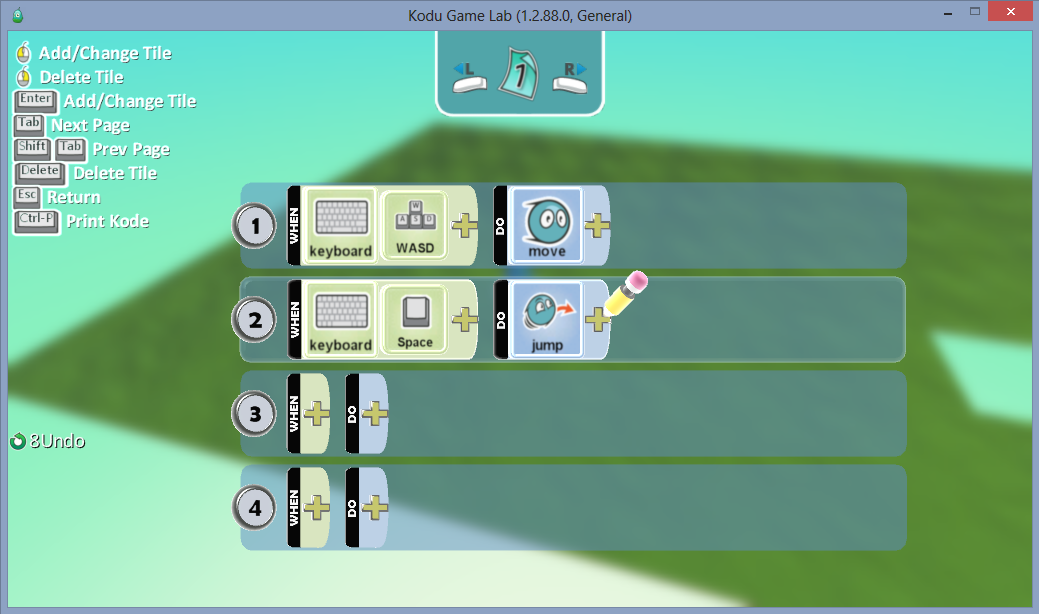 Kodu Game Lab (1.2.88.0, General)
Add/Change Tile
Delete Tile
Enter Add/Change Tile
Tab Next Page
Shift Tab Prev Page
Delete Delete Tile
Esc Return
Ctrl-P Print Kode
L 1 R
1 WHEN keyboard W A S D WASD DO move
2 WHEN keyboard Space DO jump
3 WHEN DO
8Undo
4 WHEN DO